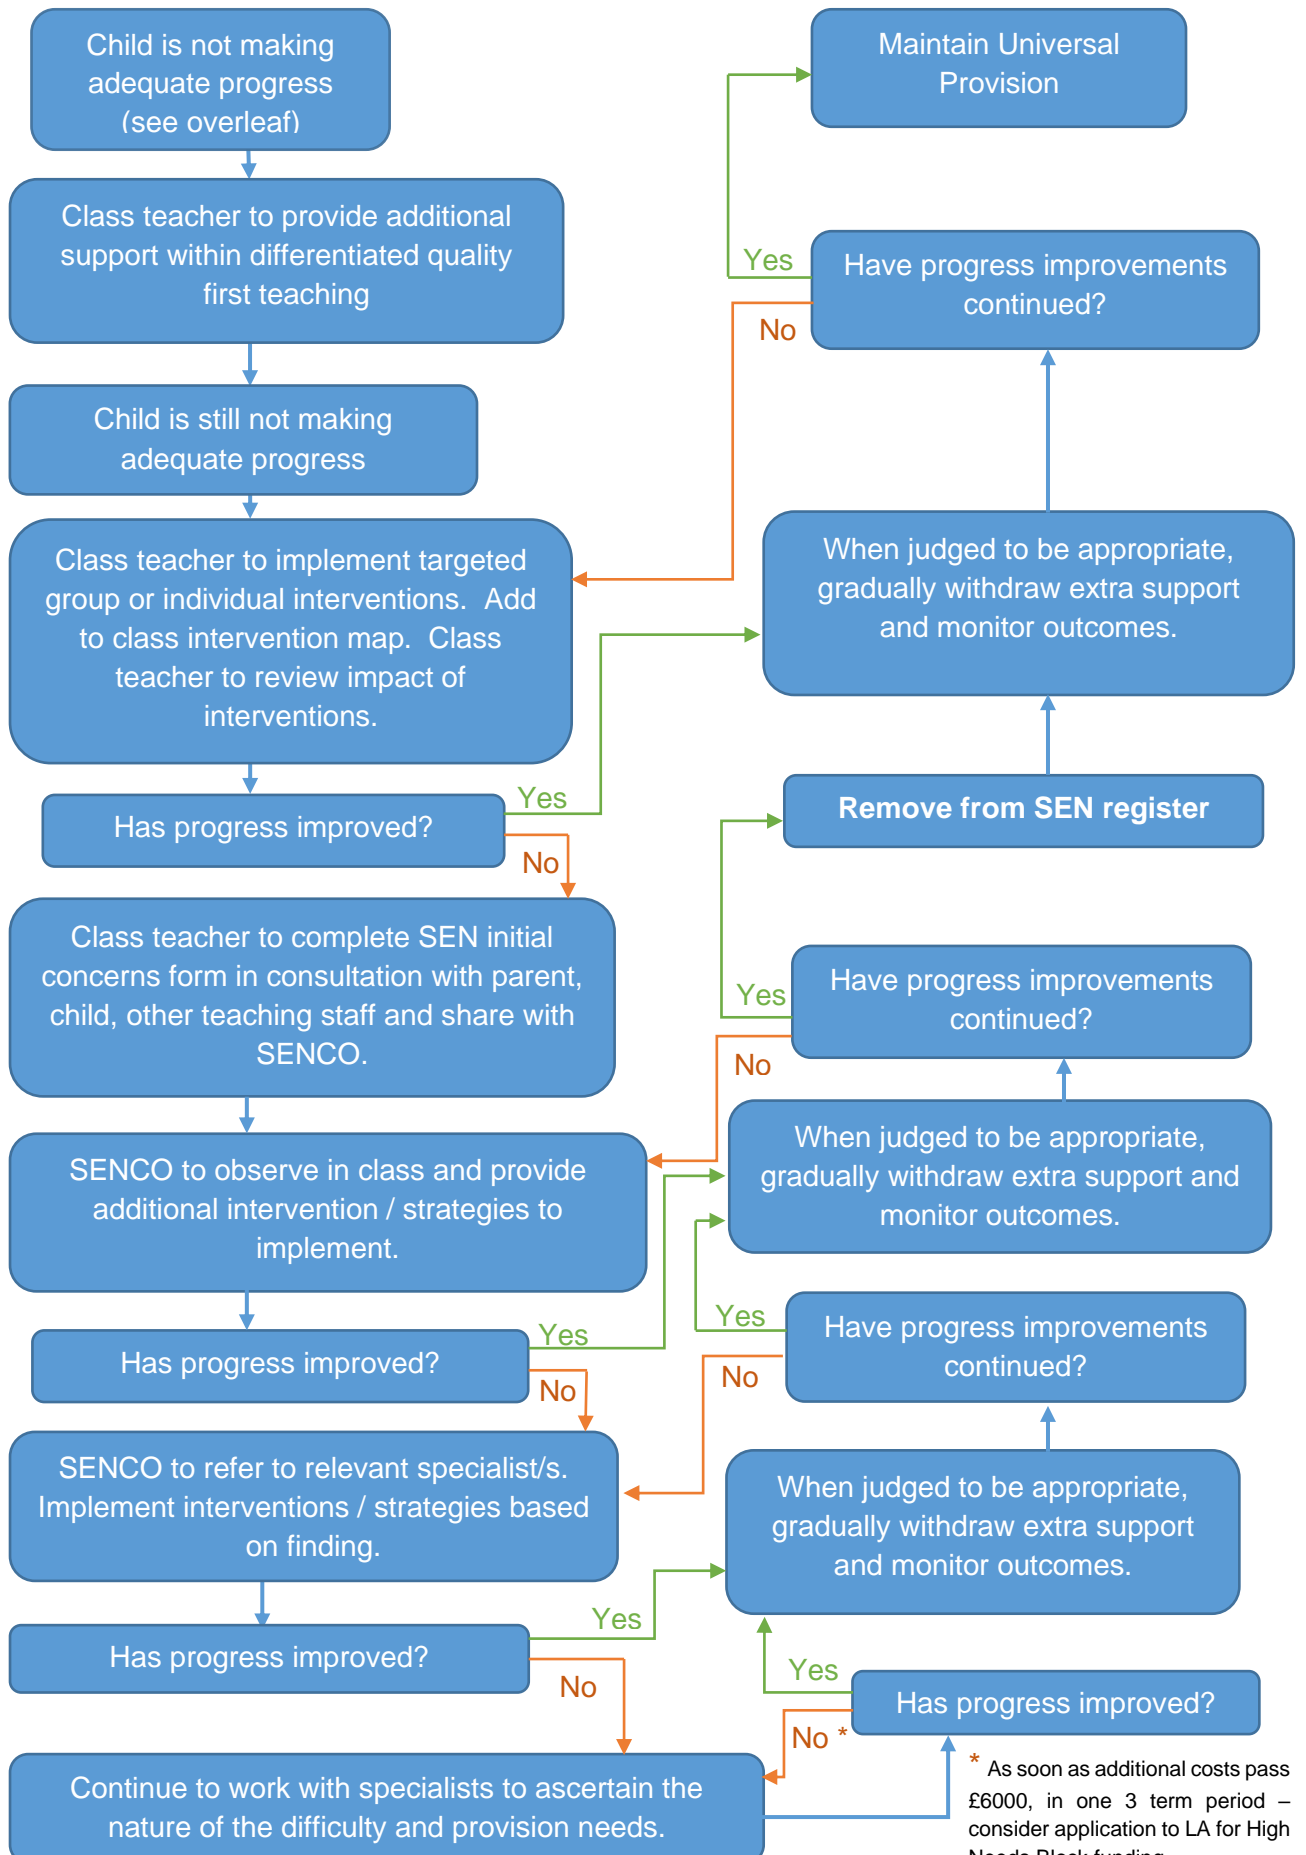 Child is not making
adequate progress
(see overleaf)
Class teacher to provide additional
support within differentiated quality
first teaching
Child is still not making
adequate progress
Class teacher to implement targeted
group or individual interventions. Add
to class intervention map. Class
teacher to review impact of
interventions.
Has progress improved?
Yes
No
Class teacher to complete SEN initial
concerns form in consultation with parent,
child, other teaching staff and share with
SENCO.
SENCO to observe in class and provide
additional intervention / strategies to
implement.
Has progress improved?
Yes
No
SENCO to refer to relevant specialist/s.
Implement interventions / strategies based
on finding.
Has progress improved?
Yes
No
Continue to work with specialists to ascertain the
nature of the difficulty and provision needs.
Maintain Universal
Provision
Yes
No
Have progress improvements
continued?
When judged to be appropriate,
gradually withdraw extra support
and monitor outcomes.
Remove from SEN register
Yes
No
Have progress improvements
continued?
When judged to be appropriate,
gradually withdraw extra support and
monitor outcomes.
Yes
No
Have progress improvements
continued?
When judged to be appropriate,
gradually withdraw extra support
and monitor outcomes.
Yes
No *
Has progress improved?
* As soon as additional costs pass
£6000, in one 3 term period –
consider application to LA for High
Needs Block funding